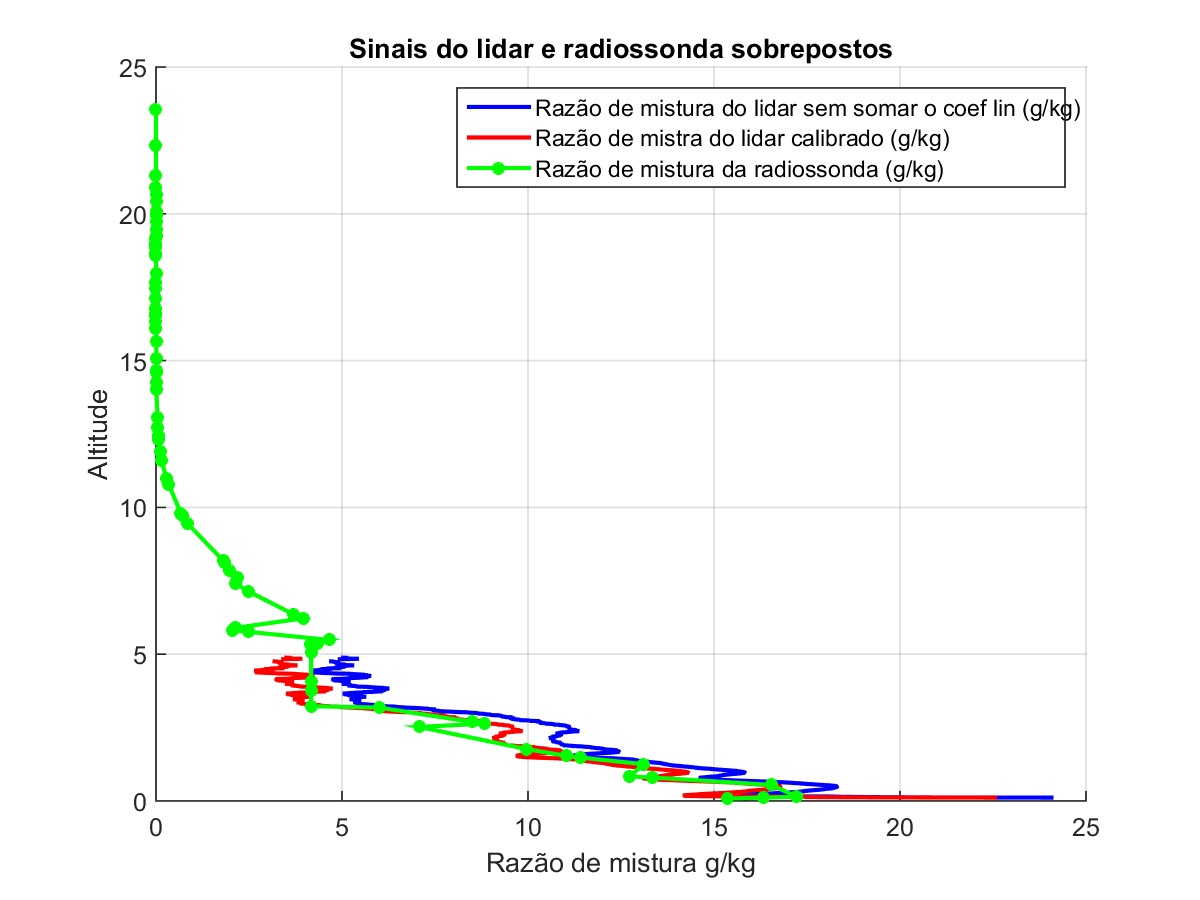 Sinais do lidar e radiossonda sobrepostos
25
Razão de mistura do lidar sem somar o coef lin (g/kg)
Razão de mistra do lidar calibrado (g/kg)
Razão de mistura da radiossonda (g/kg)
20
15
Altitude
10
5
0
0 5 10 15 20 25
Razão de mistura g/kg